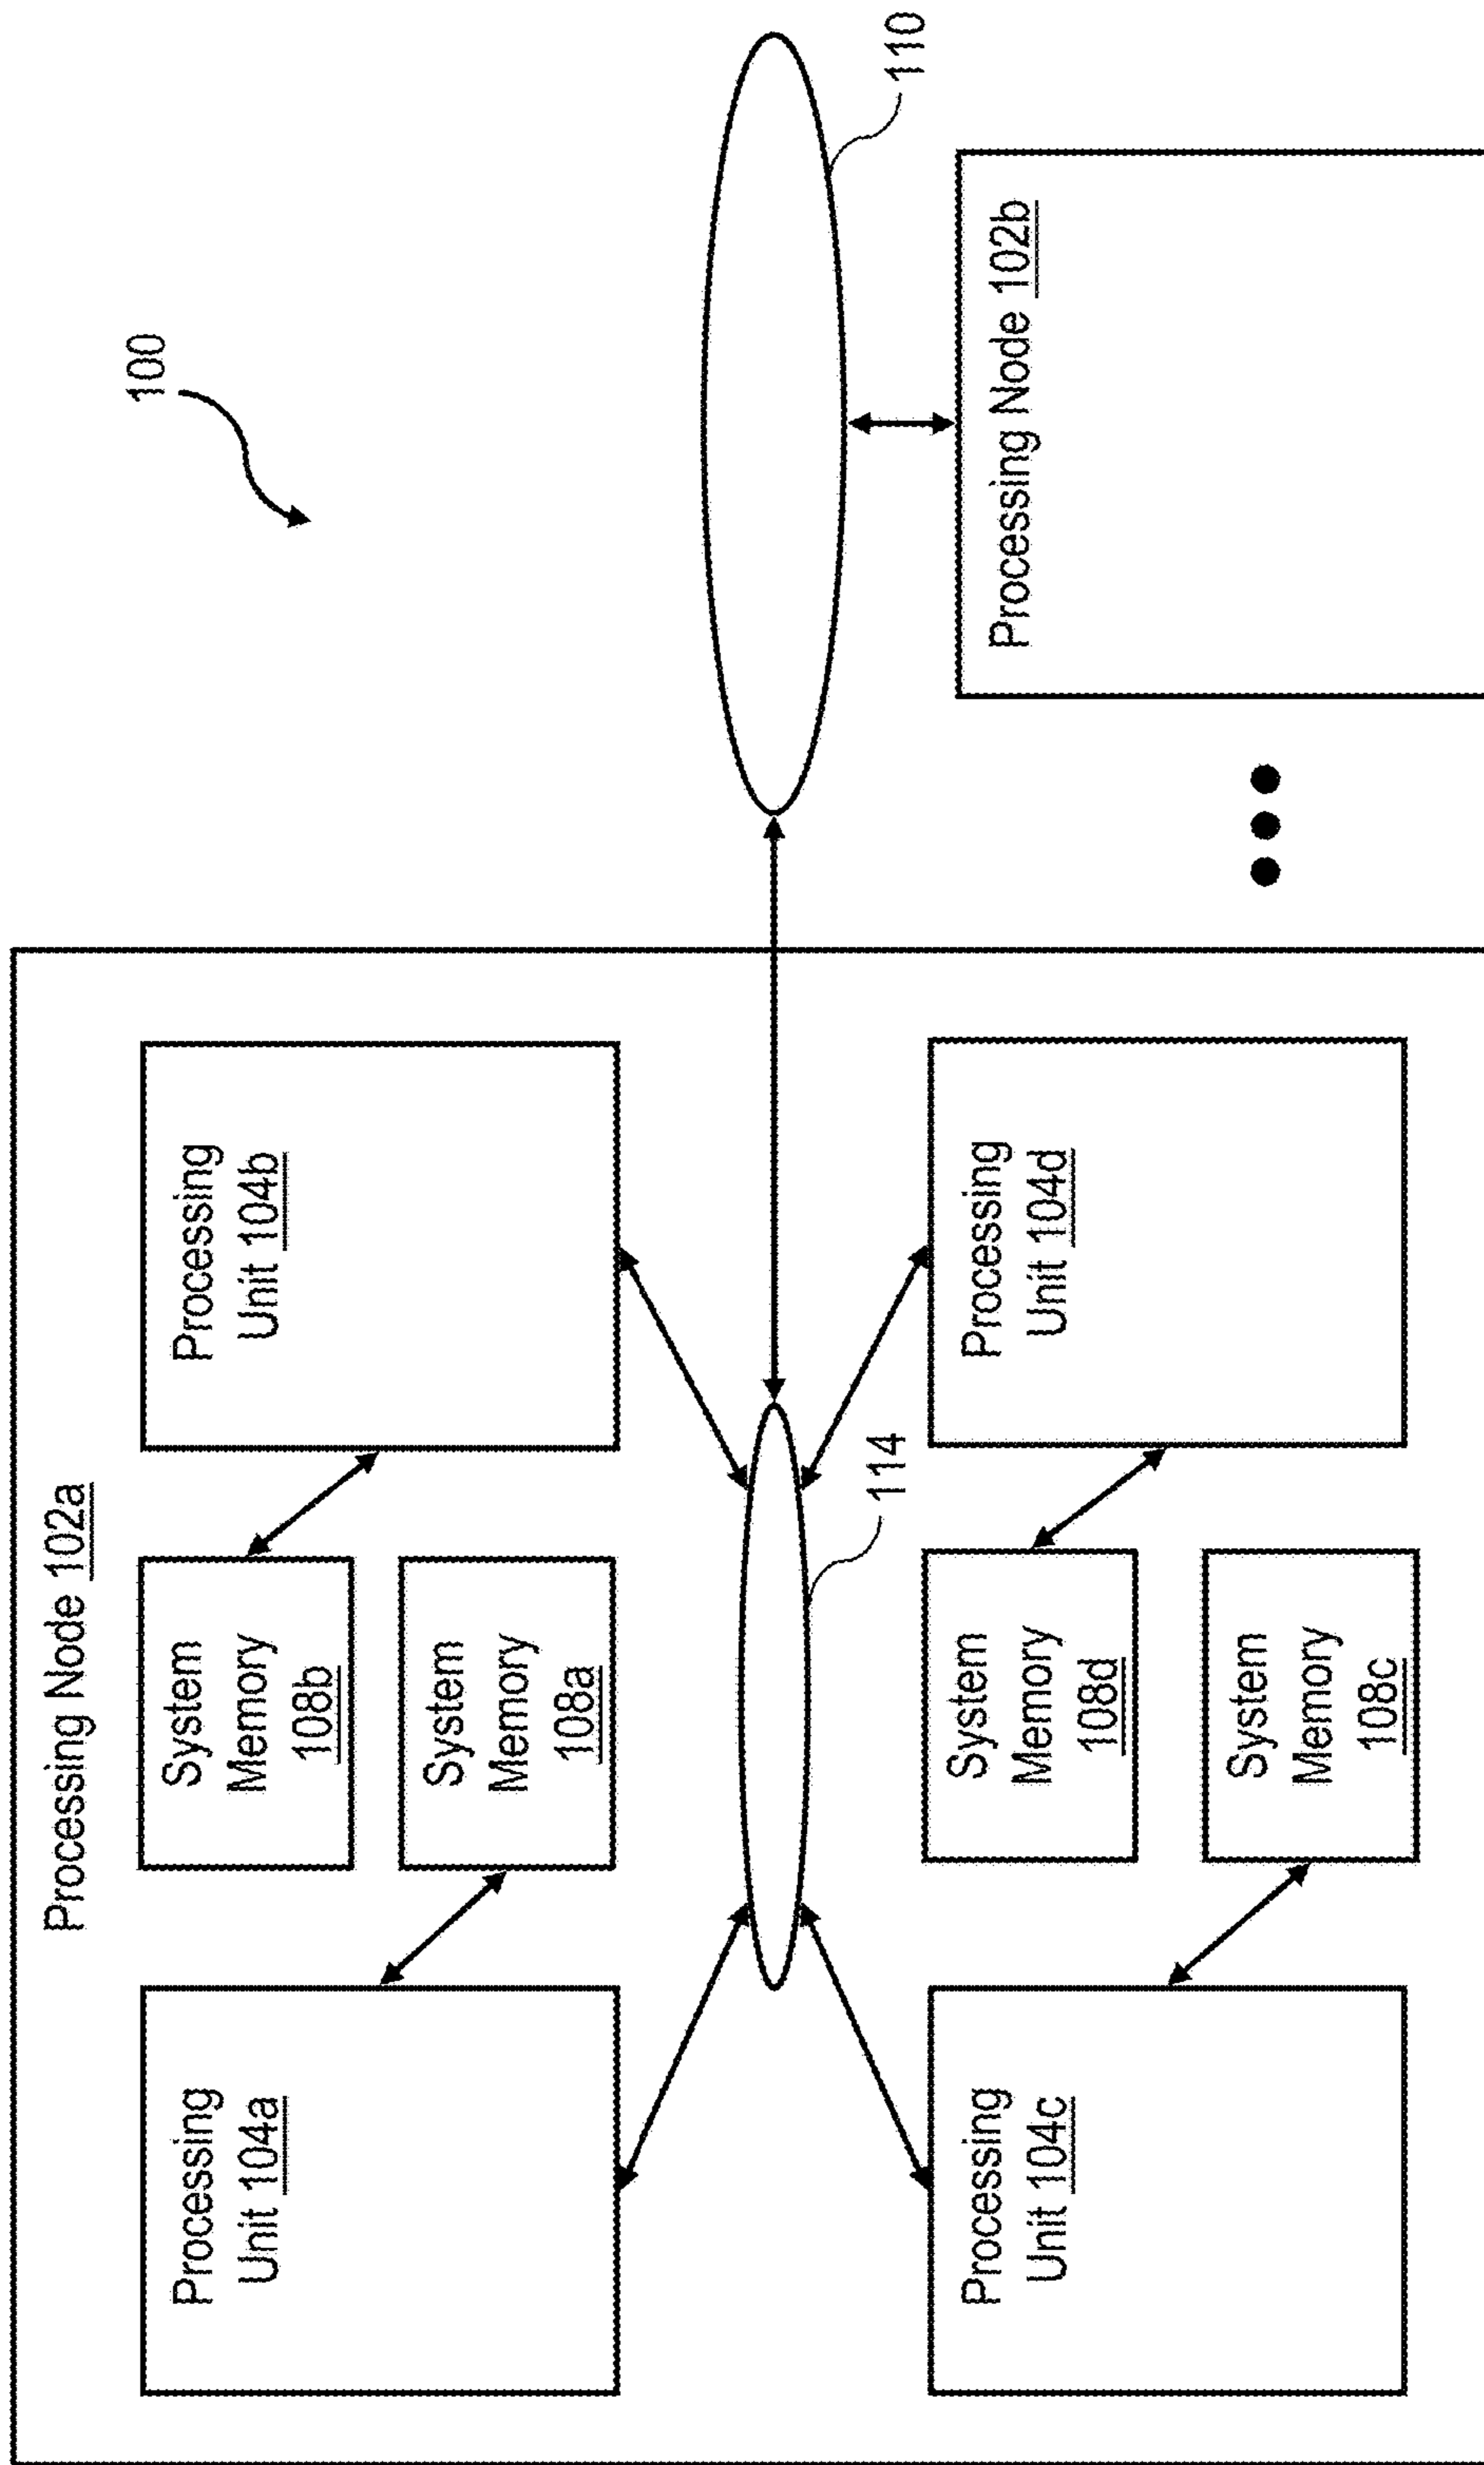 100
Processing Node 102a
Processing
Unit 104a
System
Memory
108b
System
Memory
108a
Processing
Unit 104b
110
114
Processing
Unit 104c
System
Memory
108d
System
Memory
108c
Processing
Unit 104d
Processing Node 102b